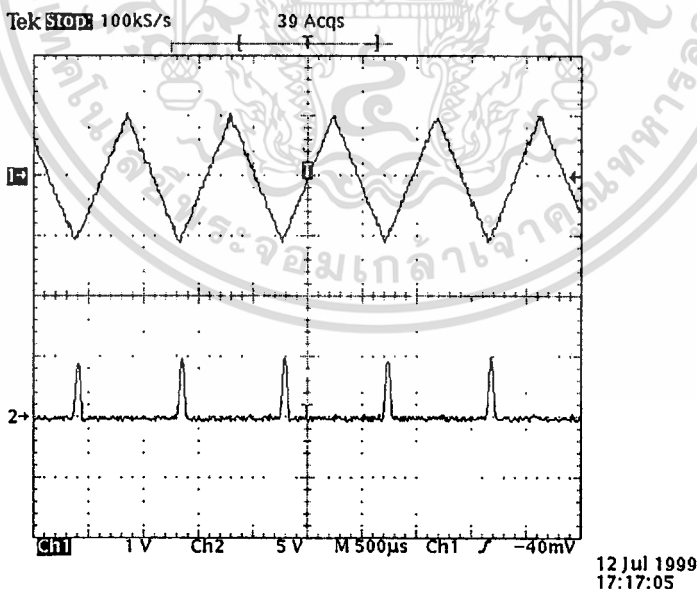 Tek Stop: 100kS/s
39 Acqs
T
1→
T
2→
Ch1 1 V Ch2 5 V M 500µs Ch1 ∫ −40mV
12 Jul 1999
17:17:05